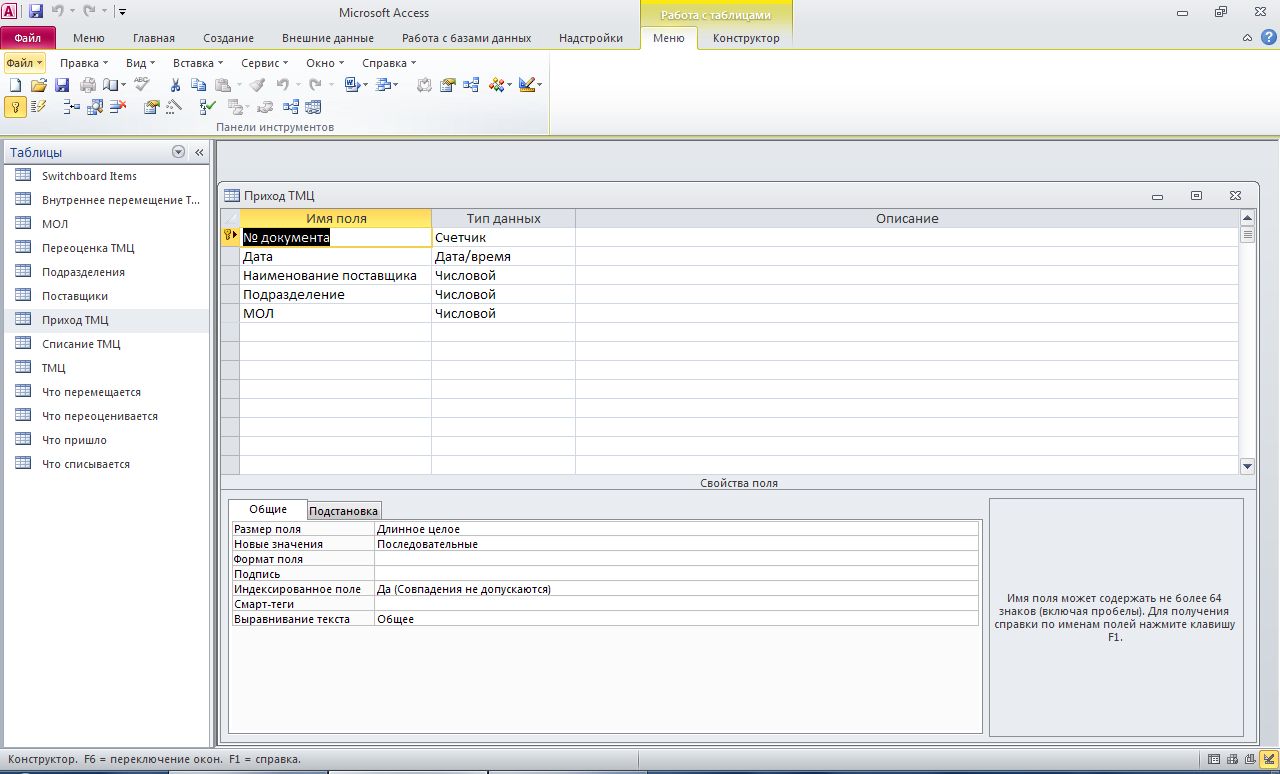 Microsoft Access
Работа с таблицами
Файл Меню Главная Создание Внешние данные Работа с базами данных Надстройки Меню Конструктор
Файл Правка Вид Вставка Сервис Окно Справка
Панели инструментов
Таблицы
Switchboard Items
Внутреннее перемещение Т...
МОЛ
Переоценка ТМЦ
Подразделения
Поставщики
Приход ТМЦ
Списание ТМЦ
ТМЦ
Что перемещается
Что переоценивается
Что пришло
Что списывается
Приход ТМЦ
Имя поля Тип данных Описание
№ документа Счетчик
Дата Дата/время
Наименование поставщика Числовой
Подразделение Числовой
МОЛ Числовой
Свойства поля
Общие Подстановка
Размер поля Длинное целое
Новые значения Последовательные
Формат поля
Подпись
Индексированное поле Да (Совпадения не допускаются)
Смарт-теги
Выравнивание текста Общее
Имя поля может содержать не более 64
знаков (включая пробелы). Для получения
справки по именам полей нажмите клавишу
F1.
Конструктор. F6 = переключение окон. F1 = справка.